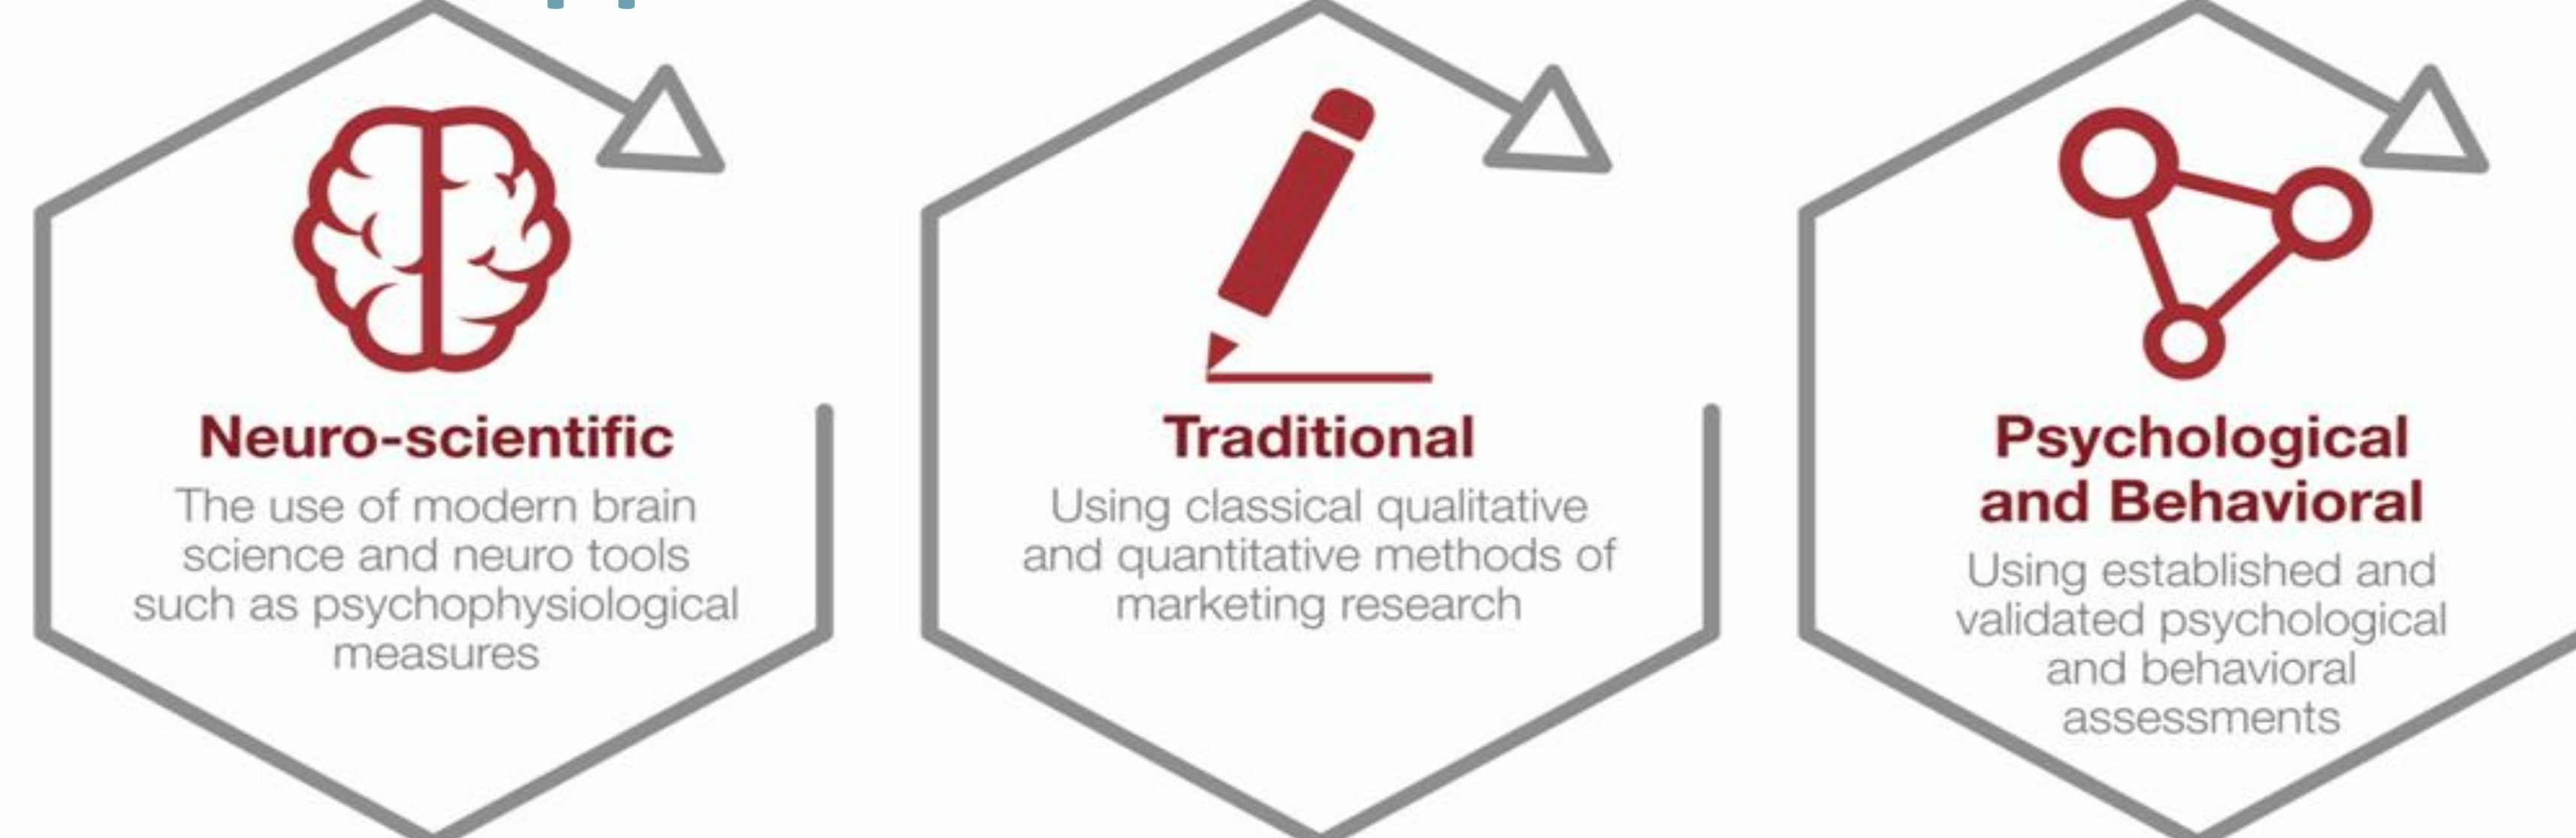 Neuro-scientific
The use of modern brain
science and neuro tools
such as psychophysiological
measures
Traditional
Using classical qualitative
and quantitative methods of
marketing research
Psychological
and Behavioral
Using established and
validated psychological
and behavioral
assessments